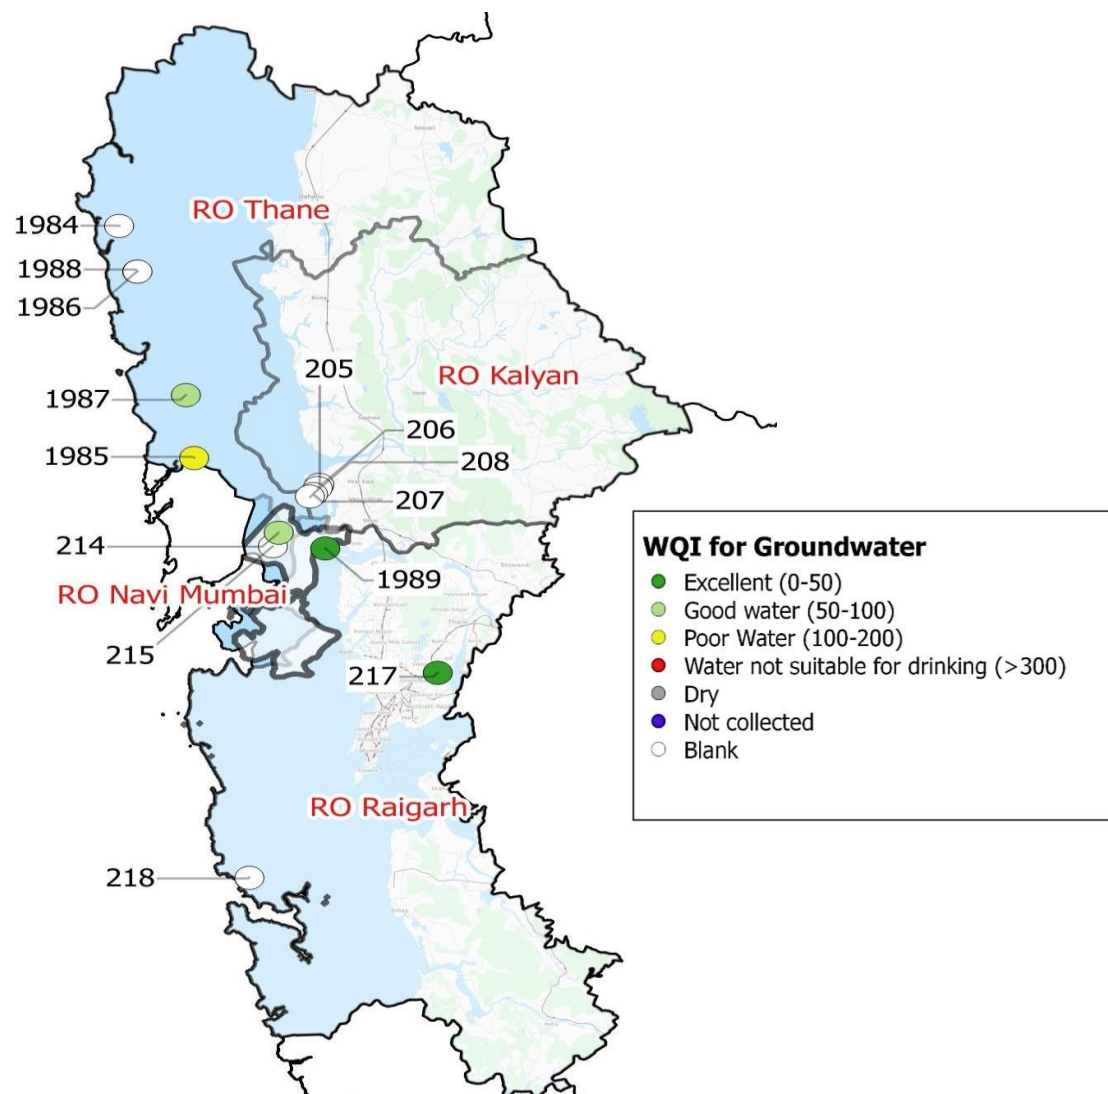 RO Thane
1984
1988
1986
205
RO Kalyan
1987
206
1985
208
207
214
1989
RO Navi Mumbai
215
217
RO Raigarh
218
WQI for Groundwater
Excellent (0-50)
Good water (50-100)
Poor Water (100-200)
Water not suitable for drinking (>300)
Dry
Not collected
Blank